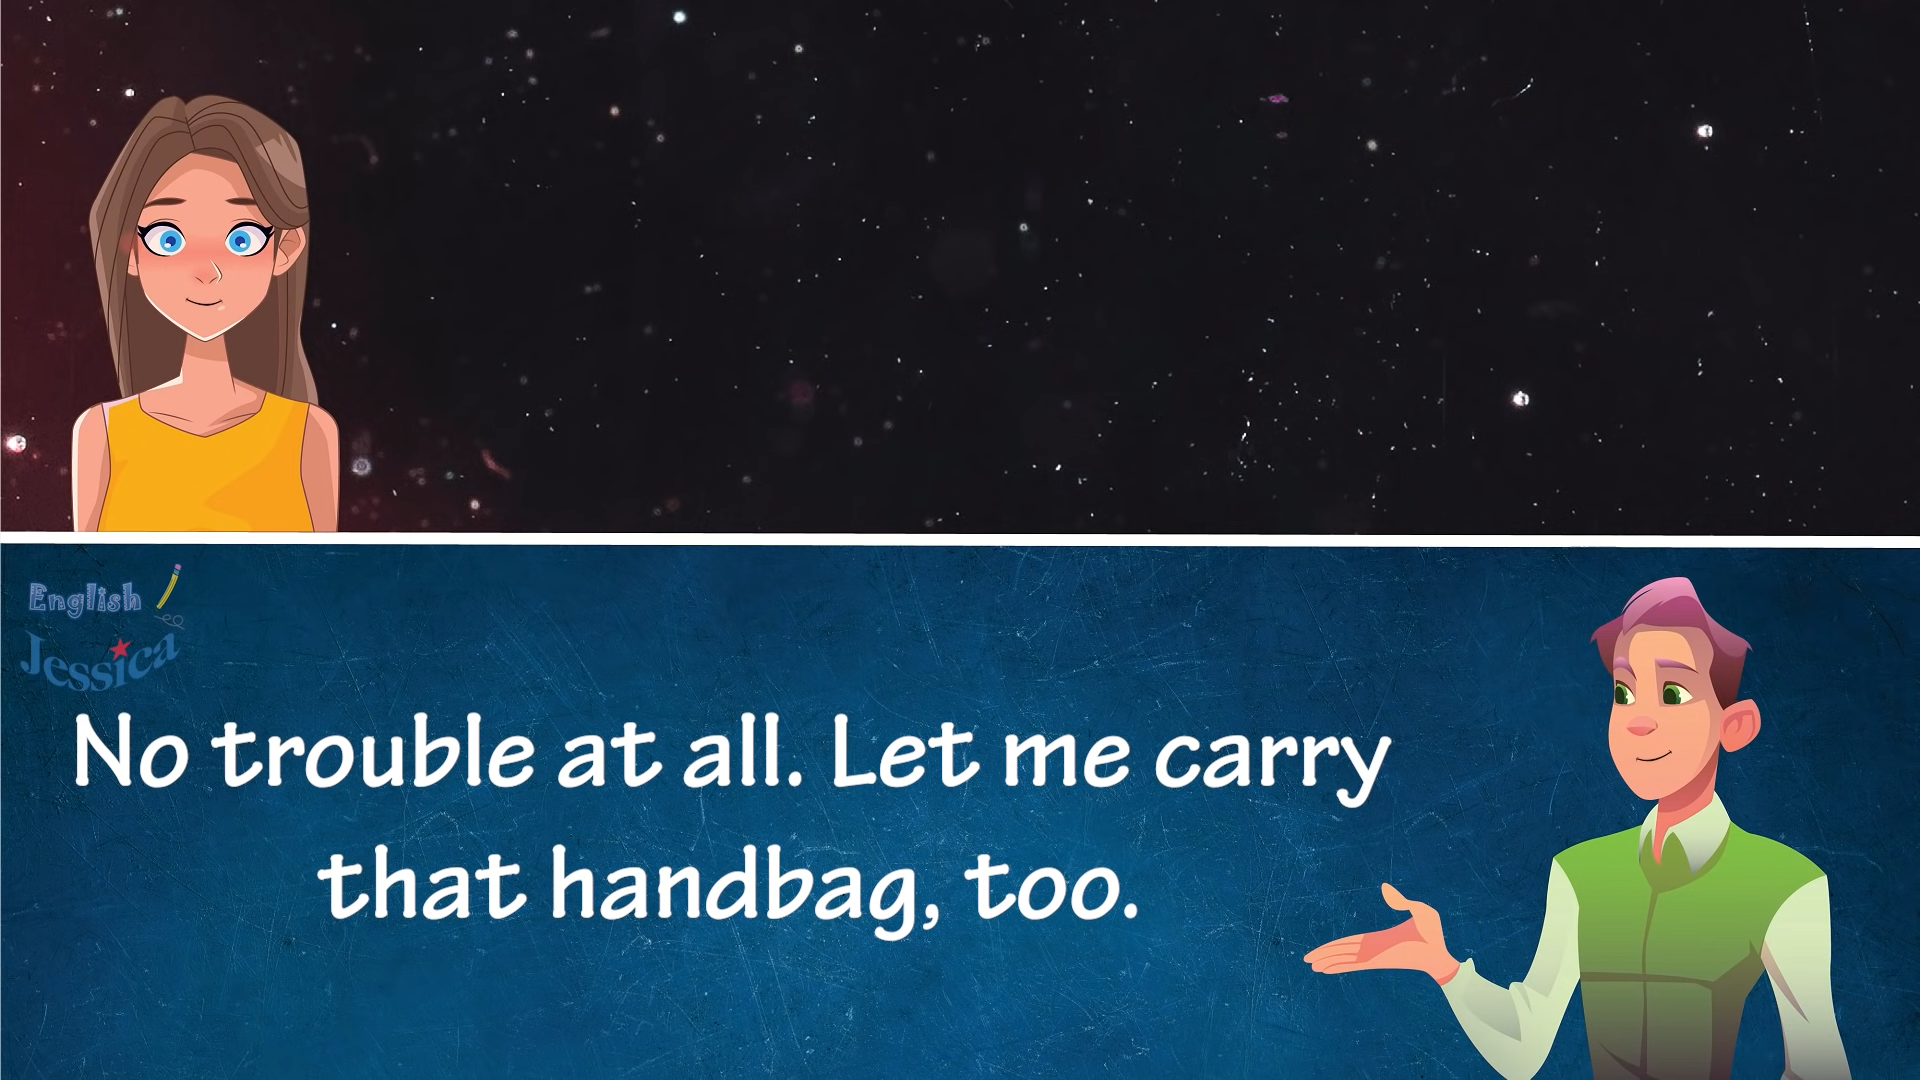 English
Jessica
No trouble at all. Let me carry
that handbag, too.